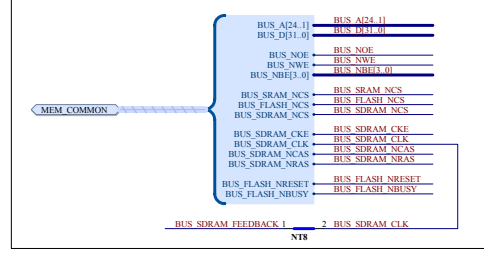 BUS_A[24..1] BUS_A[24..1]
BUS_D[31..0] BUS_D[31..0]
BUS_NOE BUS_NOE
BUS_NWE BUS_NWE
BUS_NBE[3..0] BUS_NBE[3..0]
BUS_SRAM_NCS BUS_SRAM_NCS
BUS_FLASH_NCS BUS_FLASH_NCS
MEM_COMMON BUS_SDRAM_NCS BUS_SDRAM_NCS
BUS_SDRAM_CKE BUS_SDRAM_CKE
BUS_SDRAM_CLK BUS_SDRAM_CLK
BUS_SDRAM_NCAS BUS_SDRAM_NCAS
BUS_SDRAM_NRAS BUS_SDRAM_NRAS
BUS_FLASH_NRESET BUS_FLASH_NRESET
BUS_FLASH_NBUSY BUS_FLASH_NBUSY
BUS_SDRAM_FEEDBACK 1 2 BUS_SDRAM_CLK
NT8